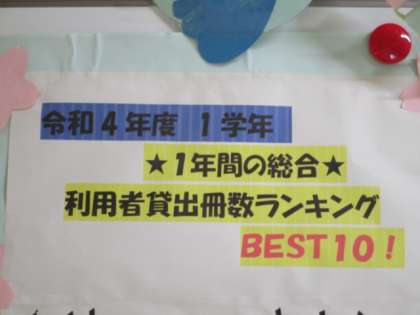 令和４年度 １学年
★１年間の総合★
利用者貸出冊数ランキング
BEST10！